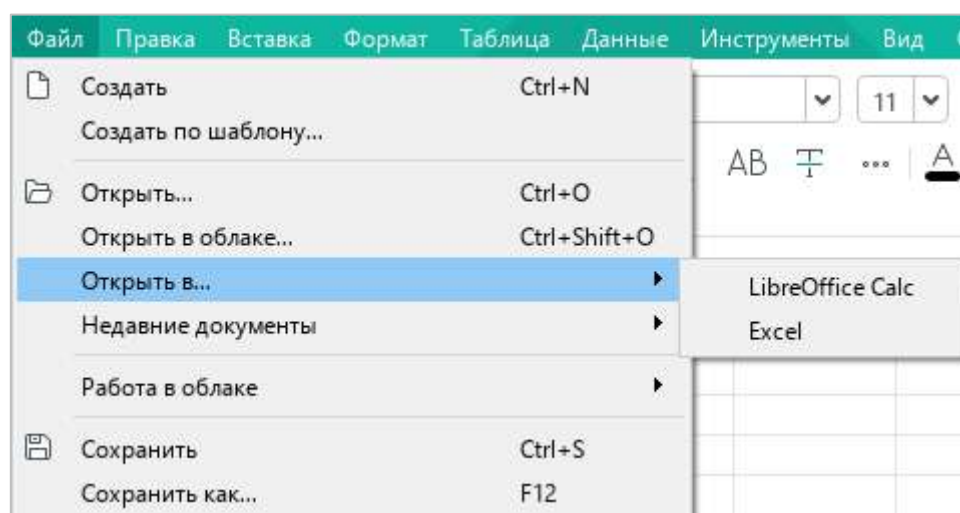 Файл Правка Вставка Формат Таблица Данные Инструменты Вид
Создать Ctrl+N
11
Создать по шаблону...
AB
Открыть... Ctrl+O
Открыть в облаке... Ctrl+Shift+O
Открыть в...
LibreOffice Calc
Недавние документы
Excel
Работа в облаке
Сохранить Ctrl+S
Сохранить как... F12